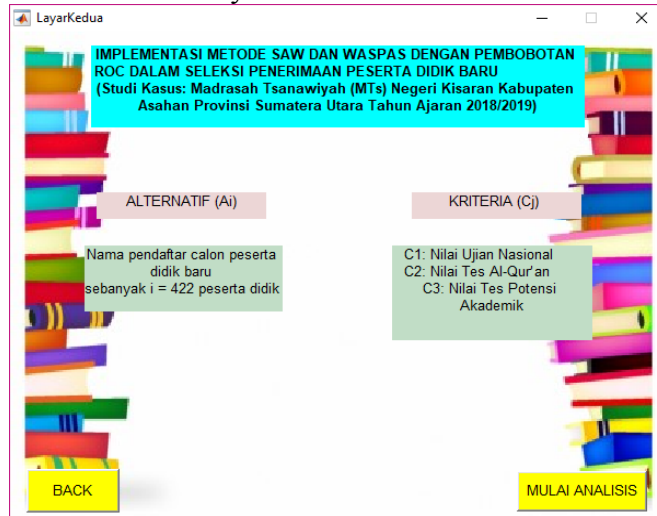 LayarKedua
IMPLEMENTASI METODE SAW DAN WASPAS DENGAN PEMBOBOTAN
ROC DALAM SELEKSI PENERIMAAN PESERTA DIDIK BARU
(Studi Kasus: Madrasah Tsanawiyah (MTs) Negeri Kisaran Kabupaten
Asahan Provinsi Sumatera Utara Tahun Ajaran 2018/2019)
ALTERNATIF (Ai)
Nama pendaftar calon peserta
didik baru
sebanyak i = 422 peserta didik
KRITERIA (Cj)
C1: Nilai Ujian Nasional
C2: Nilai Tes Al-Qur'an
C3: Nilai Tes Potensi
Akademik
BACK
MULAI ANALISIS